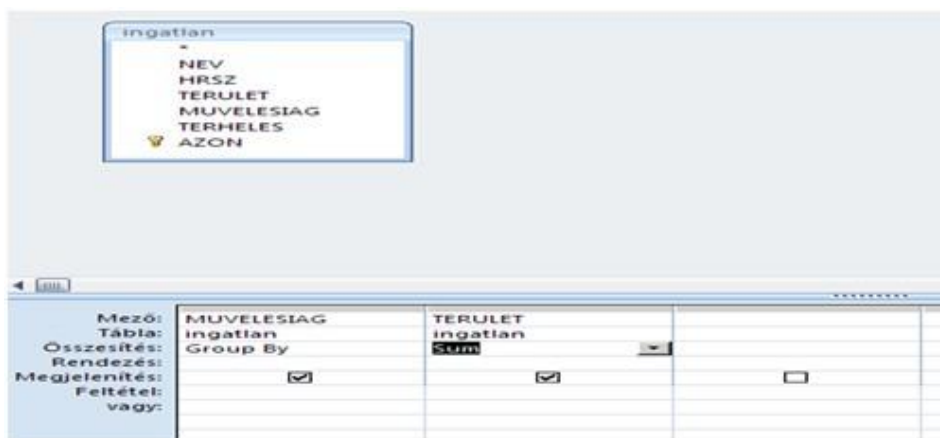 ingatlan
*
NEV
HRSZ
TERULET
MUVELESIAG
TERHELES
AZON
Mező: MUVELESIAG TERULET
Tábla: ingatlan ingatlan
Összesítés: Group By Sum
Rendezés:
Megjelenítés:
Feltétel:
vagy: